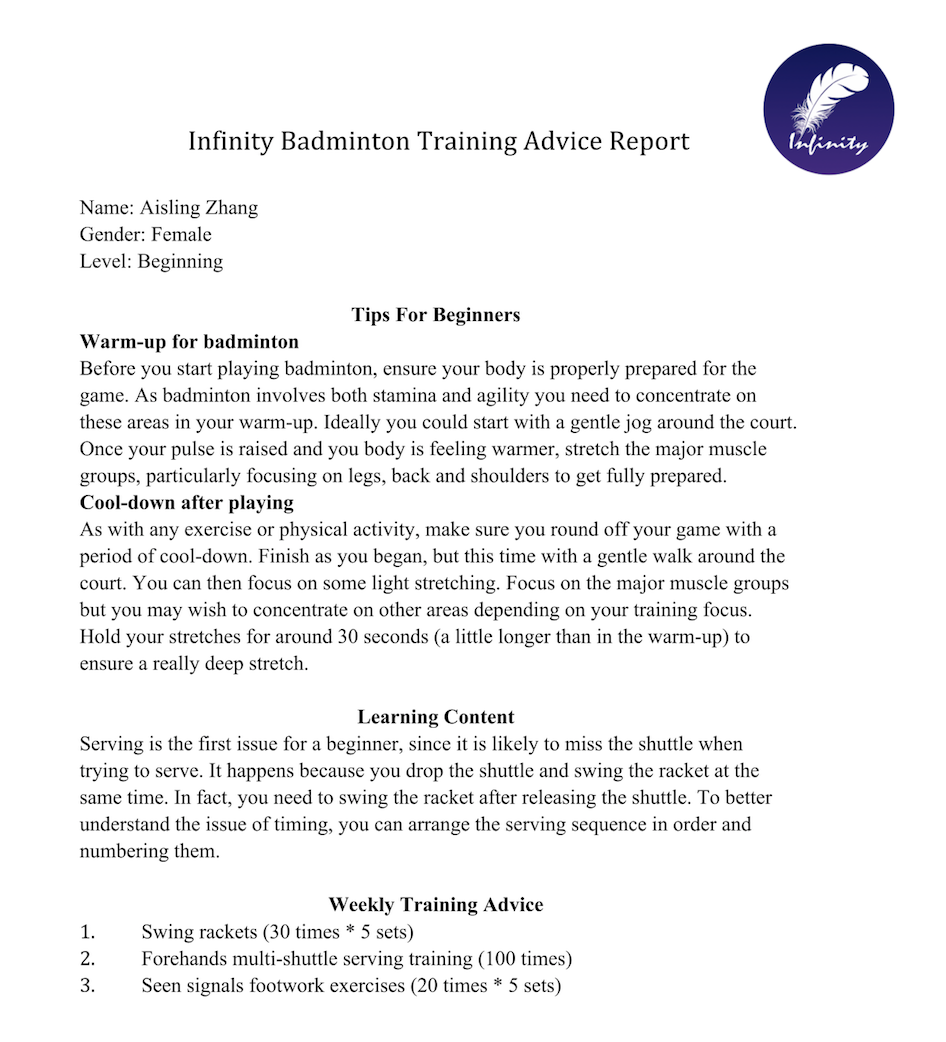 Infinity
Infinity Badminton Training Advice Report
Name: Aisling Zhang
Gender: Female
Level: Beginning
Tips For Beginners
Warm-up for badminton
Before you start playing badminton, ensure your body is properly prepared for the
game. As badminton involves both stamina and agility you need to concentrate on
these areas in your warm-up. Ideally you could start with a gentle jog around the court.
Once your pulse is raised and you body is feeling warmer, stretch the major muscle
groups, particularly focusing on legs, back and shoulders to get fully prepared.
Cool-down after playing
As with any exercise or physical activity, make sure you round off your game with a
period of cool-down. Finish as you began, but this time with a gentle walk around the
court. You can then focus on some light stretching. Focus on the major muscle groups
but you may wish to concentrate on other areas depending on your training focus.
Hold your stretches for around 30 seconds (a little longer than in the warm-up) to
ensure a really deep stretch.
Learning Content
Serving is the first issue for a beginner, since it is likely to miss the shuttle when
trying to serve. It happens because you drop the shuttle and swing the racket at the
same time. In fact, you need to swing the racket after releasing the shuttle. To better
understand the issue of timing, you can arrange the serving sequence in order and
numbering them.
Weekly Training Advice
1. Swing rackets (30 times * 5 sets)
2. Forehands multi-shuttle serving training (100 times)
3. Seen signals footwork exercises (20 times * 5 sets)